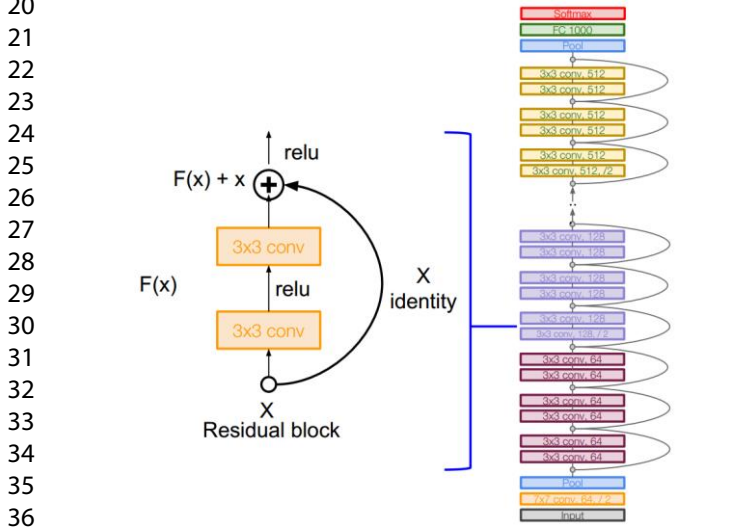 20
21
22
23
24
25
26
27
28
29
30
31
32
33
34
35
36
relu
F(x) + x
3x3 conv
F(x)
relu
X
identity
3x3 conv
X
Residual block
Softmax
FC 1000
Pool
3x3 conv, 512
3x3 conv, 512
3x3 conv, 512
3x3 conv, 512
3x3 conv, 512
3x3 conv, 512, /2
..
3x3 conv, 128
3x3 conv, 128
3x3 conv, 128
3x3 conv, 128
3x3 conv, 128
3x3 conv, 128, / 2
3x3 conv, 64
3x3 conv, 64
3x3 conv, 64
3x3 conv, 64
3x3 conv, 64
3x3 conv, 64
Pool
7x7 conv, 64, / 2
Input